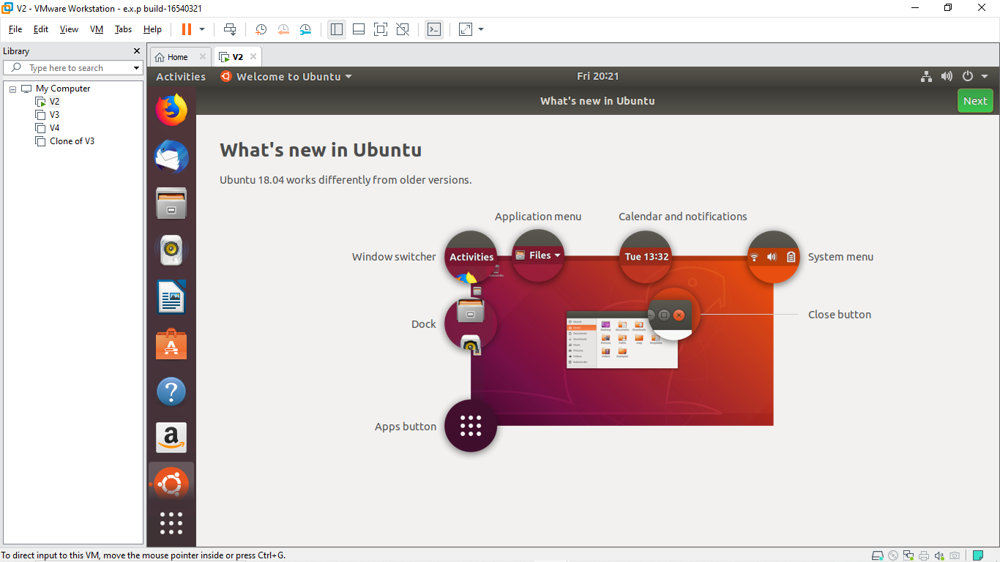 V2 - VMware Workstation - e.x.p build-16540321
File Edit View VM Tabs Help
Library
Type here to search
My Computer
V2
V3
V4
Clone of V3
Home V2
Activities Welcome to Ubuntu Fri 20:21
What's new in Ubuntu Next
What's new in Ubuntu
Ubuntu 18.04 works differently from older versions.
Application menu Calendar and notifications
Window switcher Activities Files Tue 13:32 System menu
Close button
Dock
Apps button
To direct input to this VM, move the mouse pointer inside or press Ctrl+G.